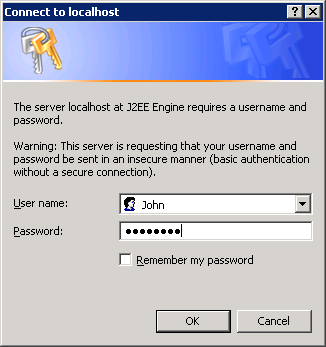 Connect to localhost
The server localhost at J2EE Engine requires a username and
password.
Warning: This server is requesting that your username and
password be sent in an insecure manner (basic authentication
without a secure connection).
User name: John
Password: ●●●●●●●●
Remember my password
OK Cancel